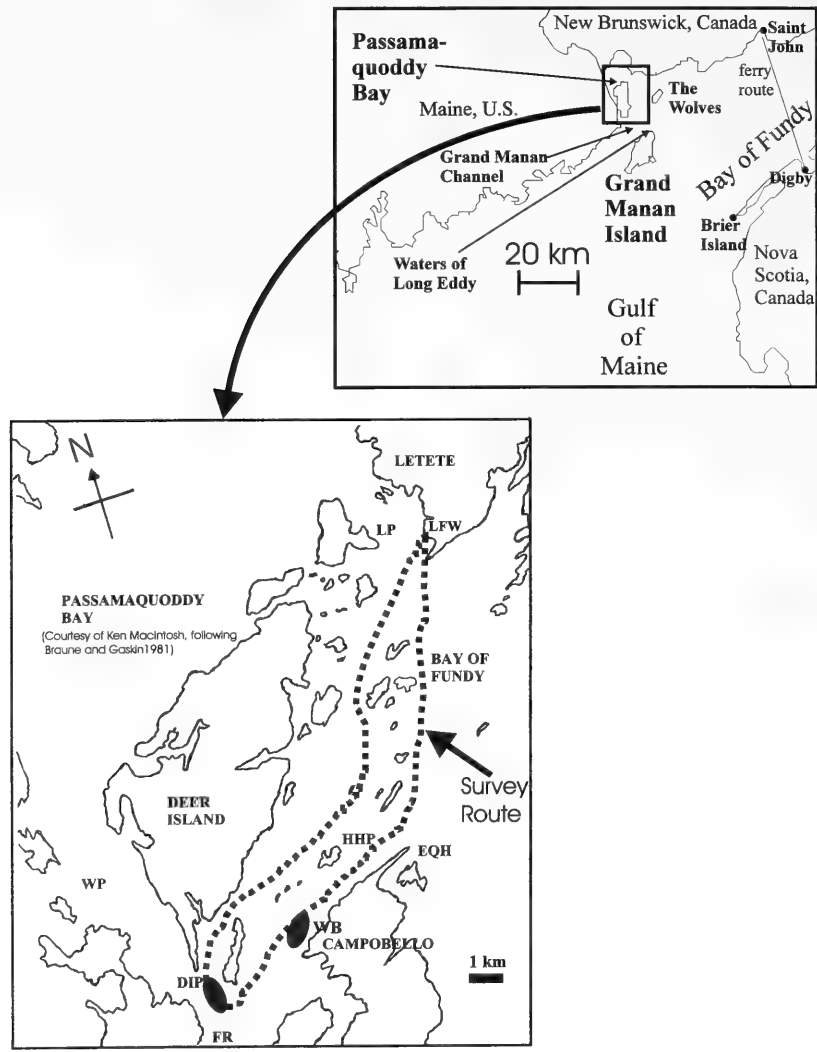 New Brunswick, Canada
Saint
John
Passama-
quoddy
Bay
ferry
route
The
Wolves
Maine, U.S.
Bay of Fundy
Grand Manan
Channel
Digby
Grand
Manan
Island
Brier
Island
Waters of
Long Eddy
20 km
Nova
Scotia,
Canada
Gulf
of
Maine
N
LETETE
LP
LFW
PASSAMAQUODDY
BAY
(Courtesy of Ken Macintosh, following
Braune and Gaskin1981)
BAY OF
FUNDY
Survey
Route
DEER
ISLAND
HHP
EQH
WP
WB
CAMPOBELLO
DIP
1 km
FR